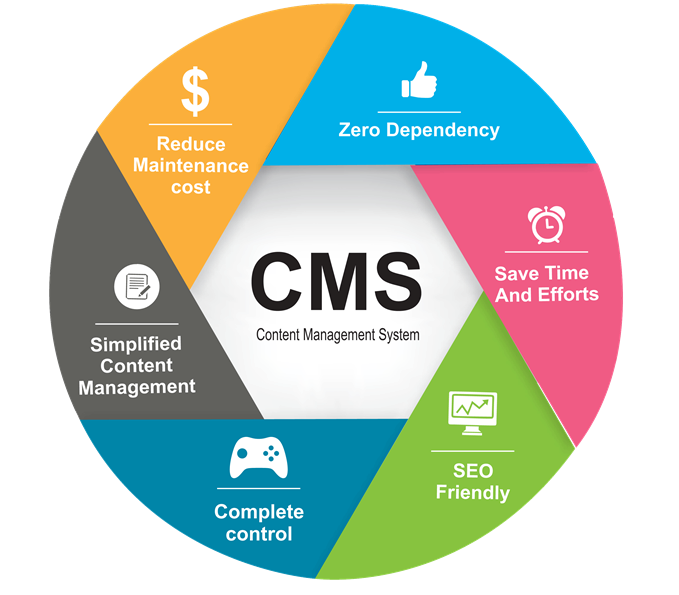 $
Reduce
Maintenance
cost
Zero Dependency
Save Time
And Efforts
SEO
Friendly
Complete
control
Simplified
Content
Management
CMS
Content Management System